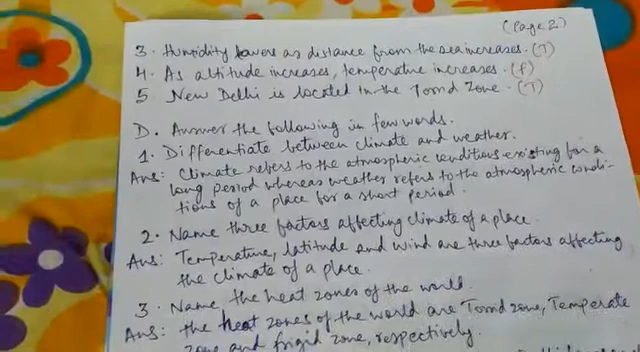 (Page 2)
3. Humidity lowers as distance from the sea increases. (T)
4. As altitude increases, temperature increases. (F)
5. New Delhi is located in the Torrid Zone. (T)
D. Answer the following in few words.
1. Differentiate between climate and weather.
Ans: Climate refers to the atmospheric conditions existing for a
long period whereas weather refers to the atmospheric condi-
tions of a place for a short period.
2. Name three factors affecting climate of a place.
Ans: Temperature, latitude and wind are three factors affecting
the climate of a place.
3. Name the heat zones of the world.
Ans: the heat zones of the world are Torrid zone, Temperate
zone and frigid zone, respectively.